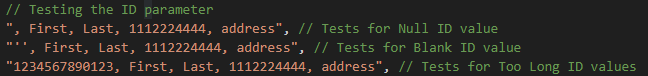 // Testing the ID parameter
", First, Last, 1112224444, address", // Tests for Null ID value
"'', First, Last, 1112224444, address", // Tests for Blank ID value
"1234567890123, First, Last, 1112224444, address", // Tests for Too Long ID values